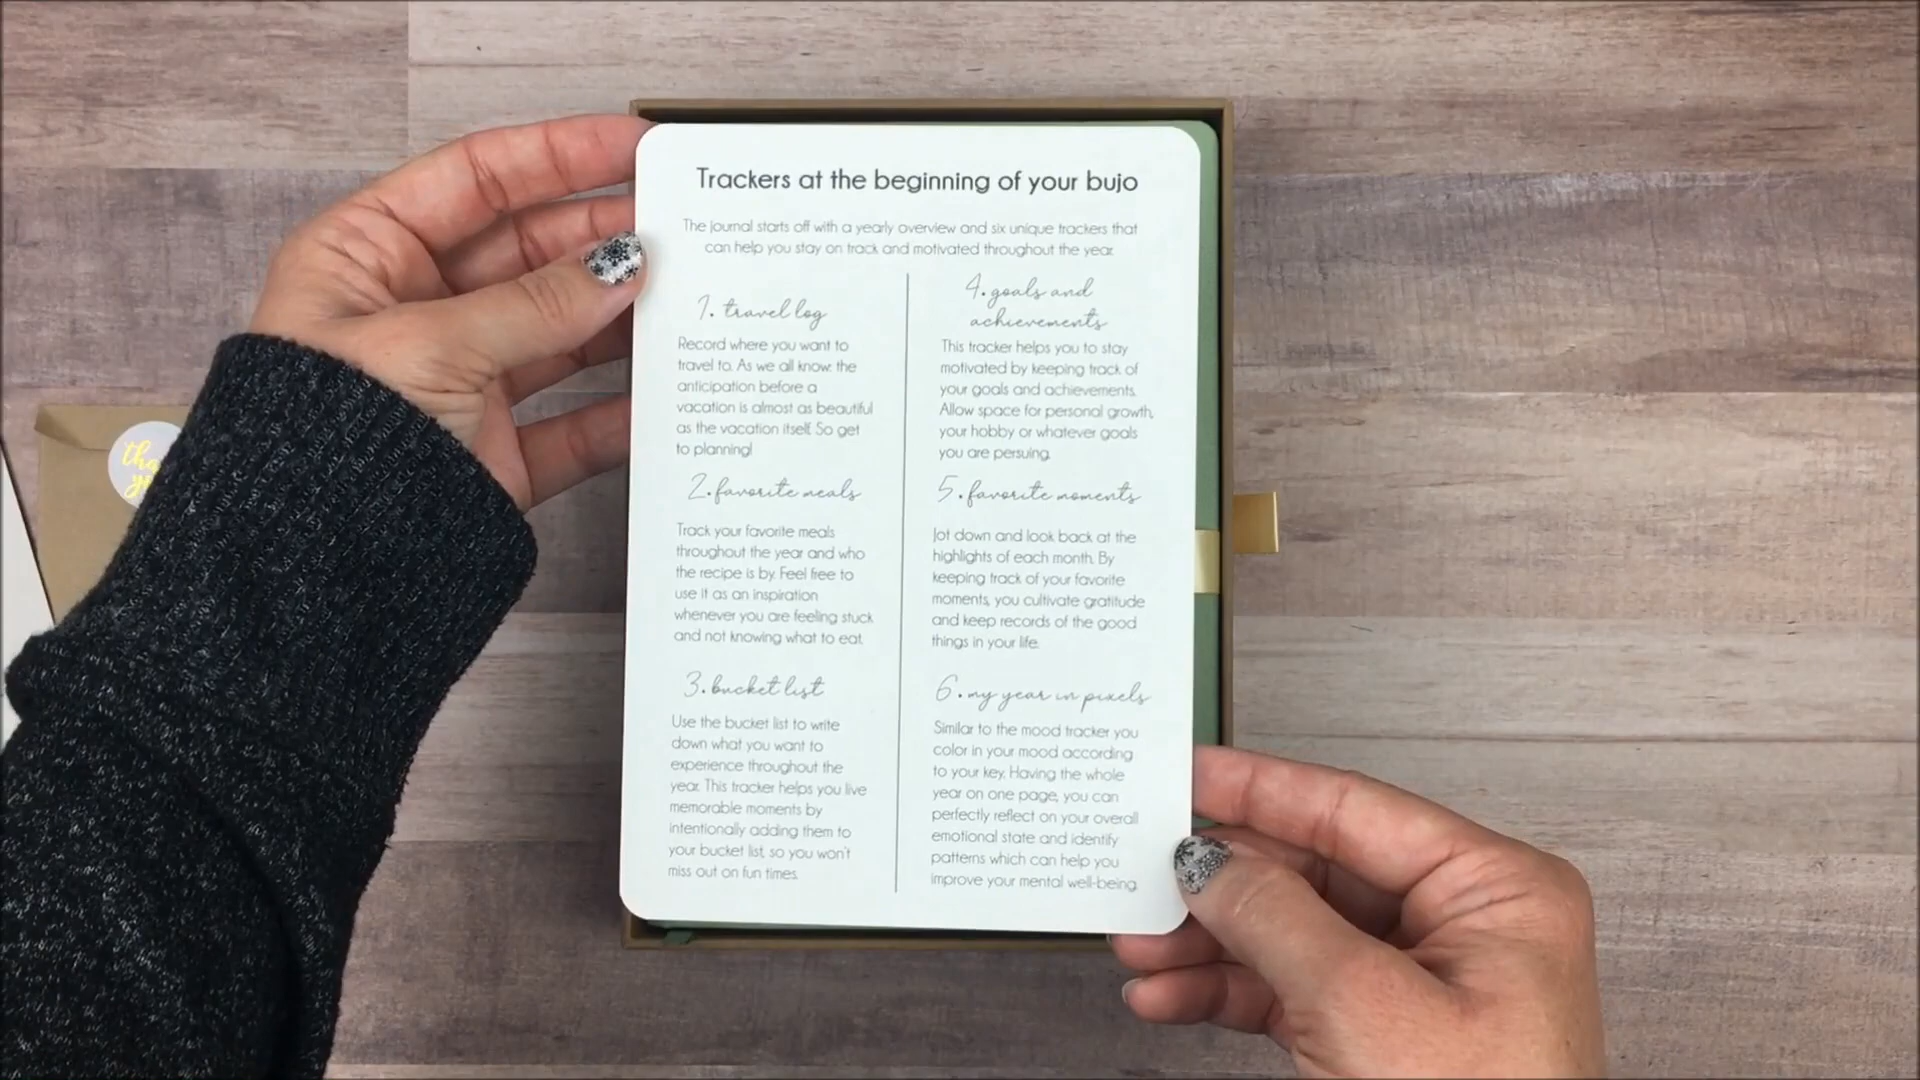 Trackers at the beginning of your bujo
The journal starts off with a yearly overview and six unique trackers that
can help you stay on track and motivated throughout the year.
1. travel log
Record where you want to
travel to. As we all know: the
anticipation before a
vacation is almost as beautiful
as the vacation itself. So get
to planning!
2. favorite meals
Track your favorite meals
throughout the year and who
the recipe is by. Feel free to
use it as an inspiration
whenever you are feeling stuck
and not knowing what to eat.
3. bucket list
Use the bucket list to write
down what you want to
experience throughout the
year. This tracker helps you live
memorable moments by
intentionally adding them to
your bucket list, so you won't
miss out on fun times.
4. goals and
achievements
This tracker helps you to stay
motivated by keeping track of
your goals and achievements.
Allow space for personal growth,
your hobby or whatever goals
you are persuing.
5. favorite moments
Jot down and look back at the
highlights of each month. By
keeping track of your favorite
moments, you cultivate gratitude
and keep records of the good
things in your life.
6. my year in pixels
Similar to the mood tracker you
color in your mood according
to your key. Having the whole
year on one page, you can
perfectly reflect on your overall
emotional state and identify
patterns which can help you
improve your mental well-being.